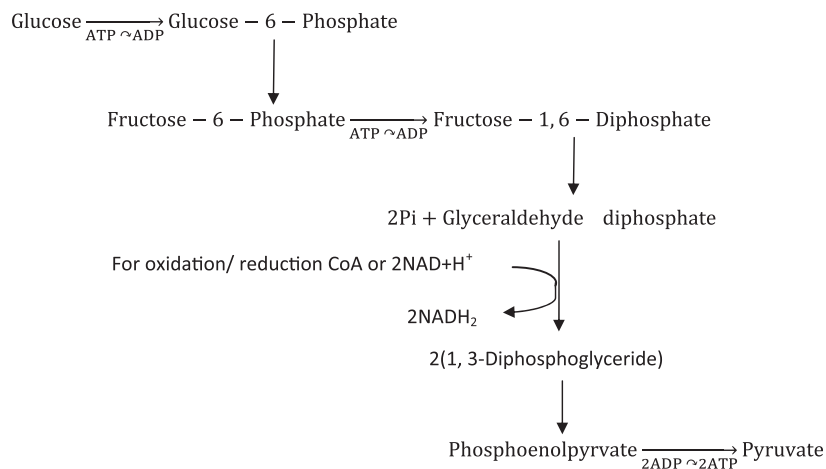 Glucose ATP ↷ADP Glucose − 6 − Phosphate
Fructose − 6 − Phosphate ATP ↷ADP Fructose − 1, 6 − Diphosphate
2Pi + Glyceraldehyde diphosphate
For oxidation/ reduction CoA or 2NAD+H⁺
2NADH₂
2(1, 3-Diphosphoglyceride)
Phosphoenolpyrvate 2ADP ↷2ATP Pyruvate